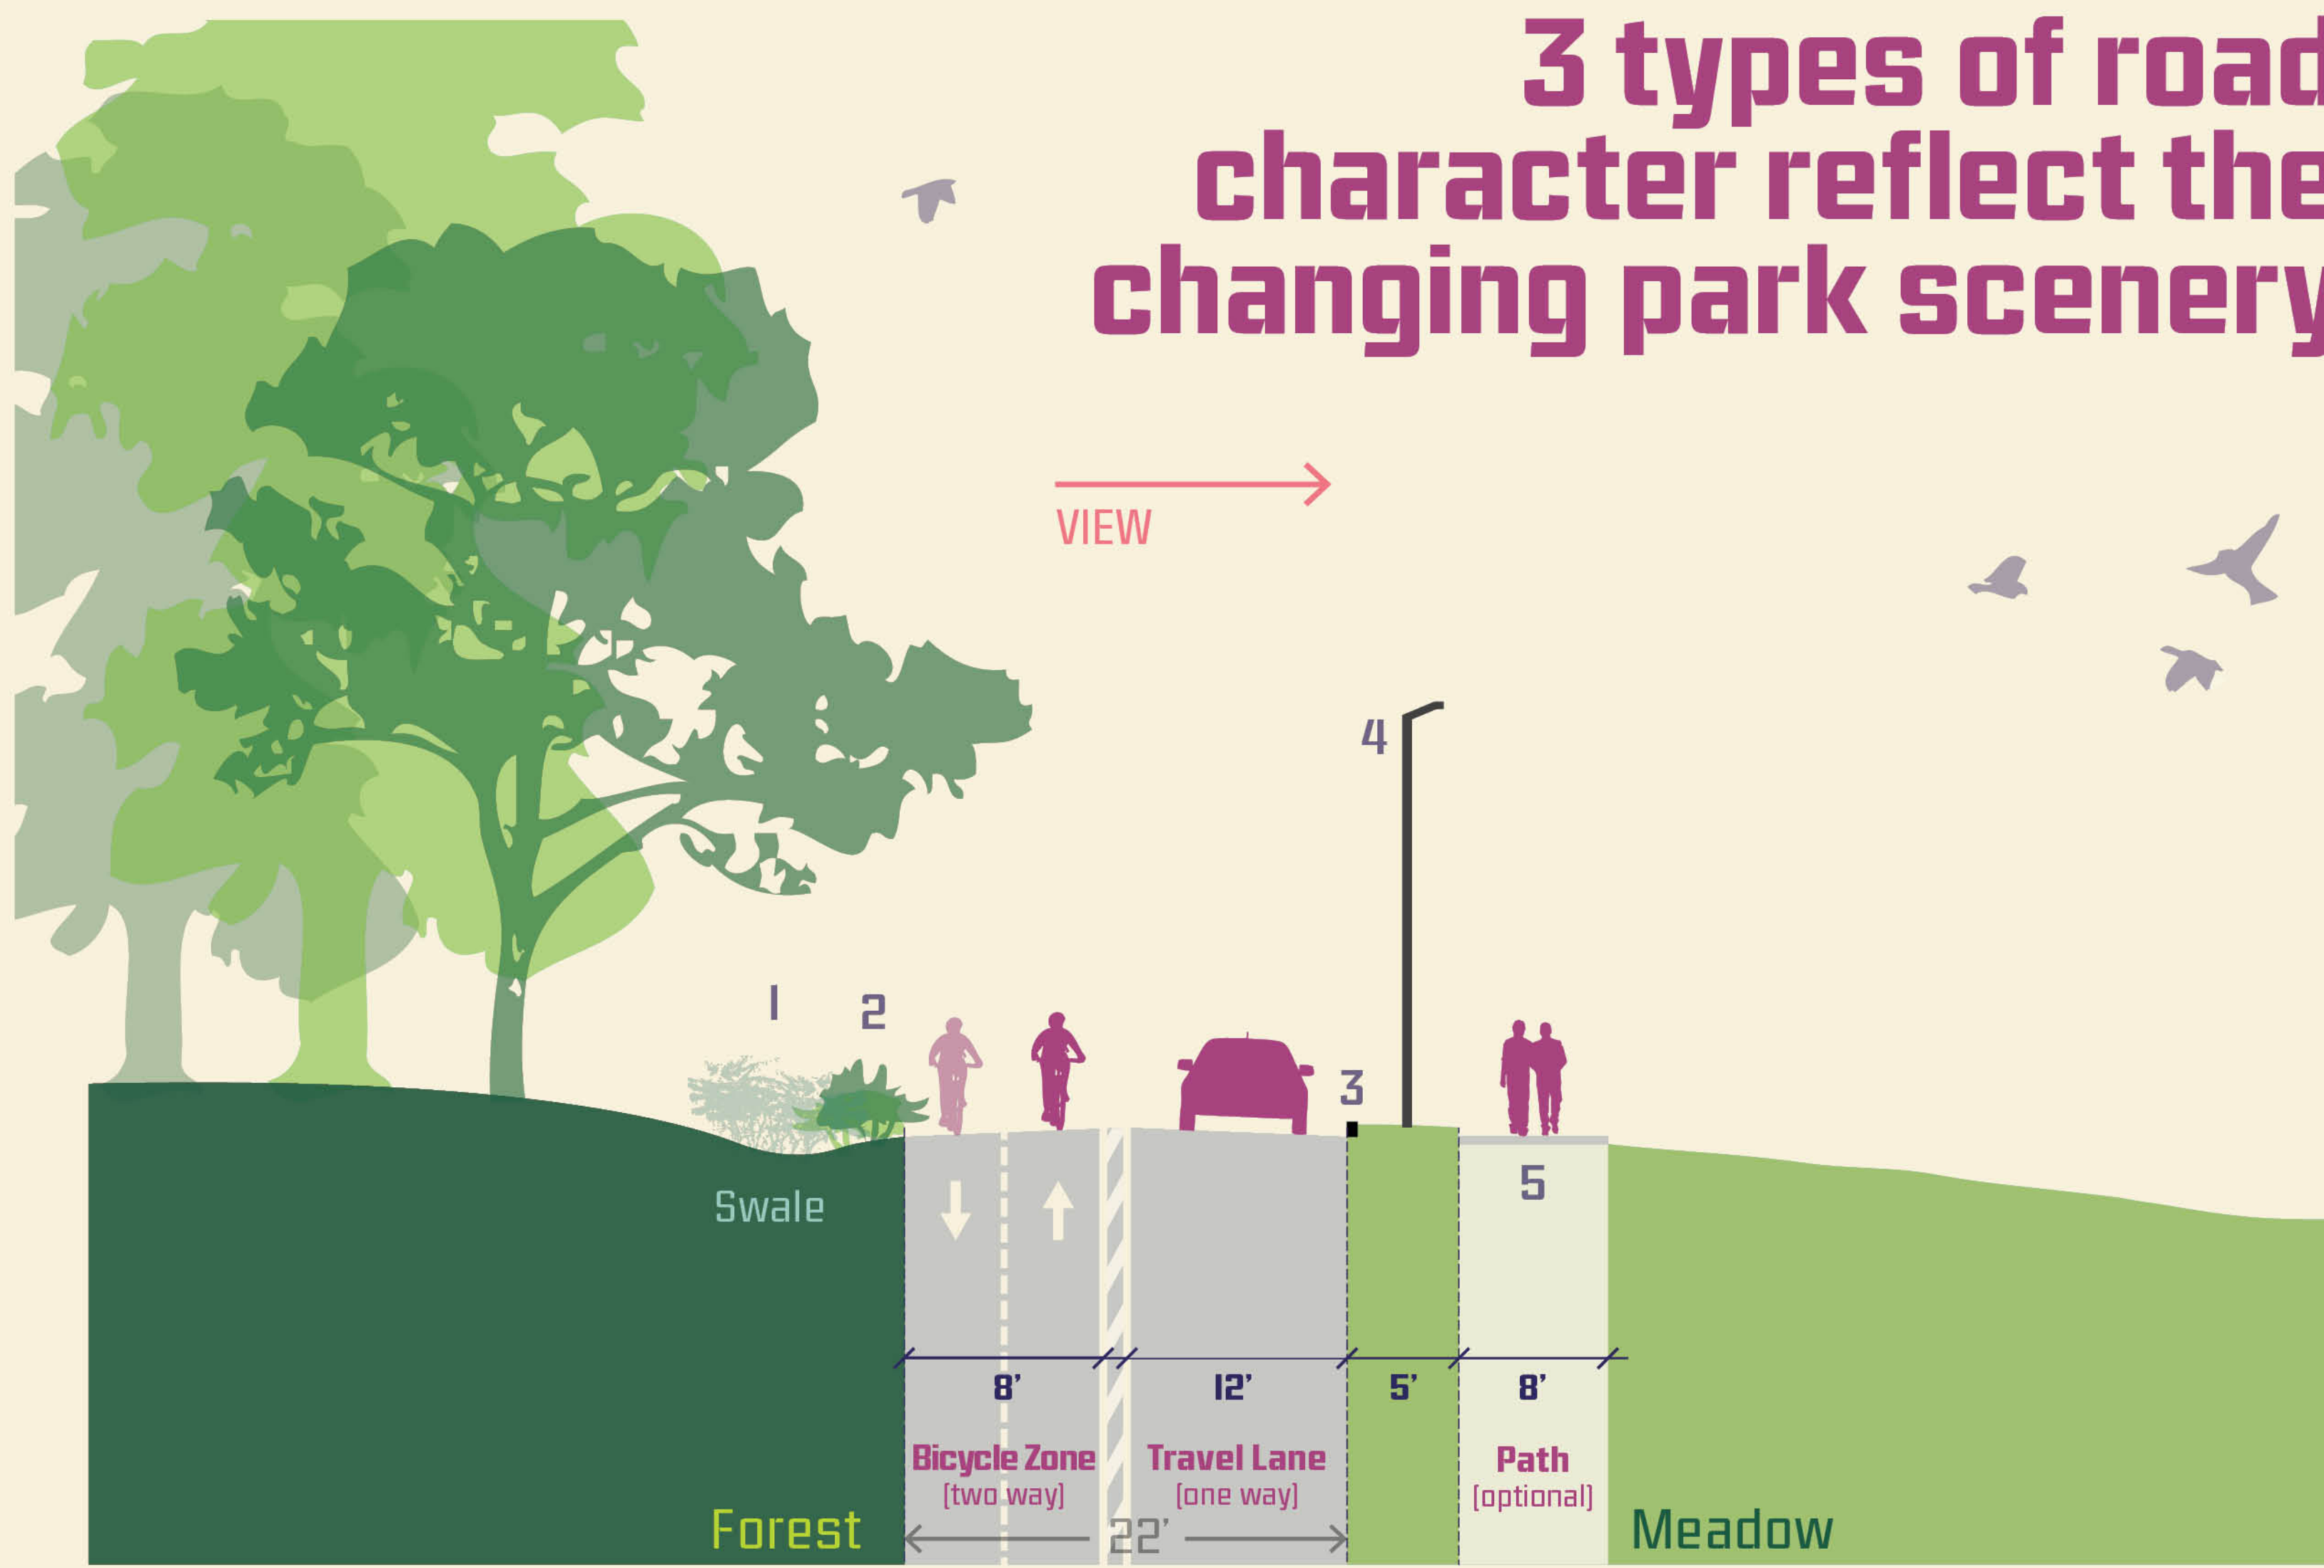 3 types of road
character reflect the
changing park scenery
VIEW
4
1
2
3
5
Swale
8’
12’
5’
8’
Bicycle Zone
(two way)
Travel Lane
(one way)
Path
(optional)
22’
Forest
Meadow